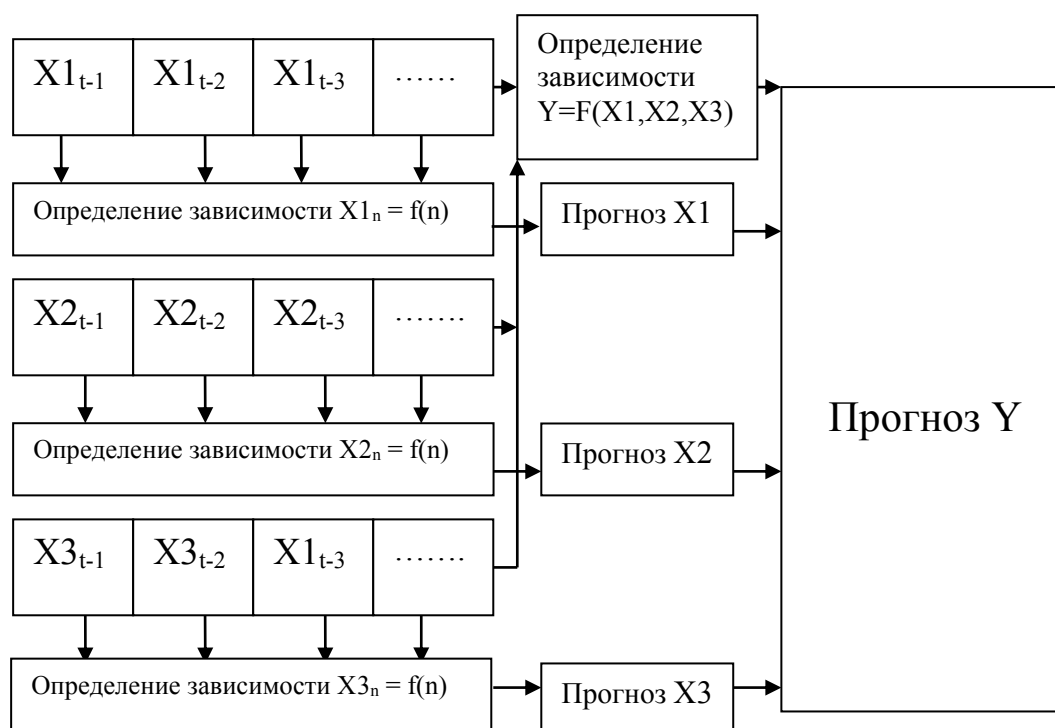 X1t-1 X1t-2 X1t-3 ……
Определение
зависимости
Y=F(X1,X2,X3)
Определение зависимости X1n = f(n)
Прогноз X1
X2t-1 X2t-2 X2t-3 …….
Прогноз Y
Определение зависимости X2n = f(n)
Прогноз X2
X3t-1 X3t-2 X1t-3 …….
Определение зависимости X3n = f(n)
Прогноз X3